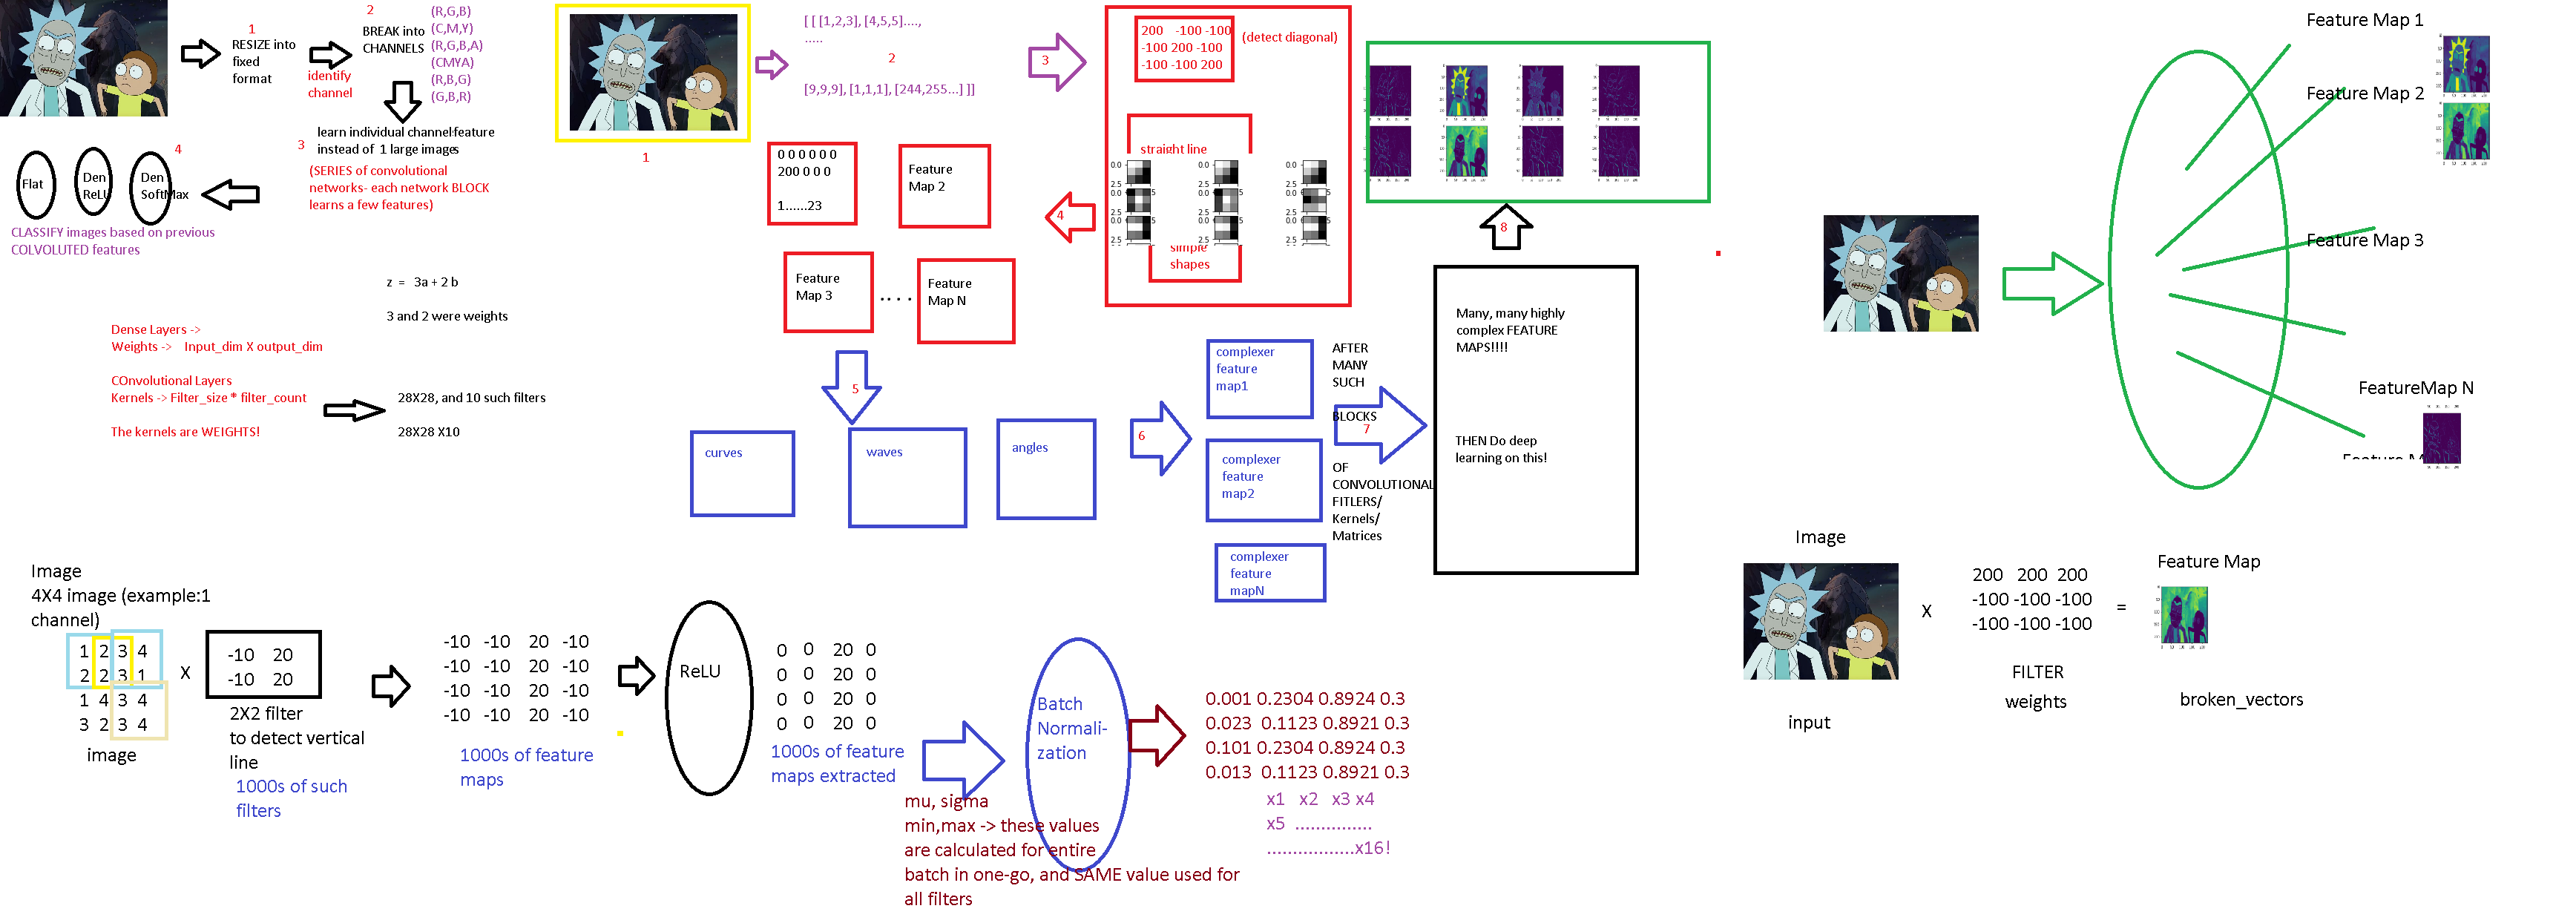 1
RESIZE into
fixed
format
identify
channel
2
BREAK into
CHANNELS
(R,G,B)
(C,M,Y)
(R,G,B,A)
(CMYA)
(R,B,G)
(G,B,R)
3
learn individual channel feature
instead of 1 large images
(SERIES of convolutional
networks- each network BLOCK
learns a few features)
4
Flat
Den
ReLU
Den
SoftMax
CLASSIFY images based on previous
COLVOLUTED features
z = 3a + 2 b
3 and 2 were weights
Dense Layers ->
Weights -> Input_dim X output_dim
COnvolutional Layers
Kernels -> Filter_size * filter_count
The kernels are WEIGHTS!
28X28, and 10 such filters
28X28 X10
1
[ [ [1,2,3], [4,5,5]....,
.....
2
[9,9,9], [1,1,1], [244,255...] ]]
3
200 -100 -100
-100 200 -100
-100 -100 200
(detect diagonal)
straight line
simple
shapes
4
0 0 0 0 0 0
200 0 0 0
1......23
Feature
Map 2
Feature
Map 3
. . . .
Feature
Map N
5
curves
waves
angles
6
complexer
feature
map1
complexer
feature
map2
complexer
feature
mapN
AFTER
MANY
SUCH
BLOCKS
7
OF
CONVOLUTIONAL
FITLERS/
Kernels/
Matrices
Many, many highly
complex FEATURE
MAPS!!!!
THEN Do deep
learning on this!
8
Feature Map 1
Feature Map 2
Feature Map 3
FeatureMap N
Image
4X4 image (example:1
channel)
1 2 3 4
2 2 3 1
1 4 3 4
3 2 3 4
image
X
-10 20
-10 20
2X2 filter
to detect vertical
line
1000s of such
filters
-10 -10 20 -10
-10 -10 20 -10
-10 -10 20 -10
-10 -10 20 -10
1000s of feature
maps
ReLU
0 0 20 0
0 0 20 0
0 0 20 0
0 0 20 0
1000s of feature
maps extracted
mu, sigma
min,max -> these values
are calculated for entire
batch in one-go, and SAME value used for
all filters
Batch
Normali-
zation
0.001 0.2304 0.8924 0.3
0.023 0.1123 0.8921 0.3
0.101 0.2304 0.8924 0.3
0.013 0.1123 0.8921 0.3
x1 x2 x3 x4
x5 ...............
.................x16!
Image
input
X
200 200 200
-100 -100 -100
-100 -100 -100
FILTER
weights
=
Feature Map
broken_vectors